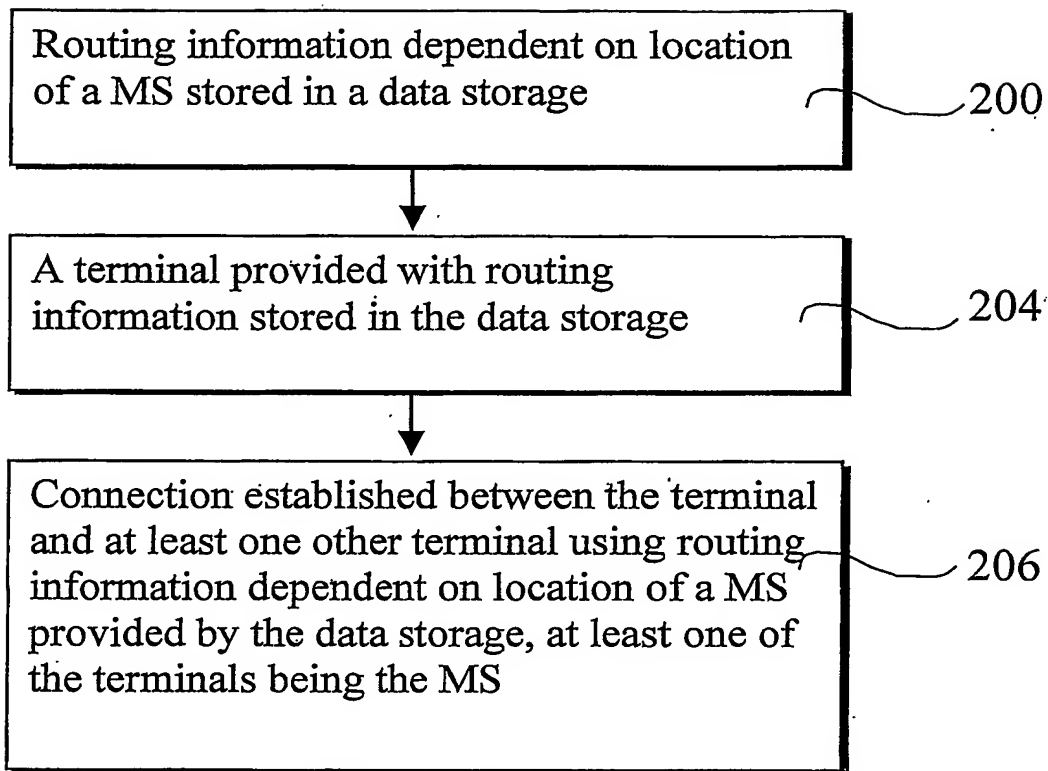 Routing information dependent on location
of a MS stored in a data storage
200
A terminal provided with routing
information stored in the data storage
204
Connection established between the terminal
and at least one other terminal using routing
information dependent on location of a MS
provided by the data storage, at least one of
the terminals being the MS
206